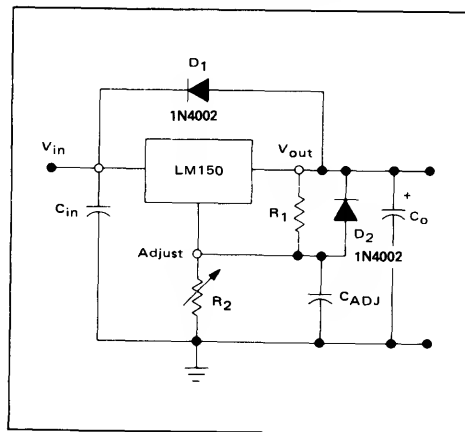 D1
1N4002
Vin
Vout
LM150
Cin
R1
+
Co
D2
1N4002
Adjust
R2
CADJ